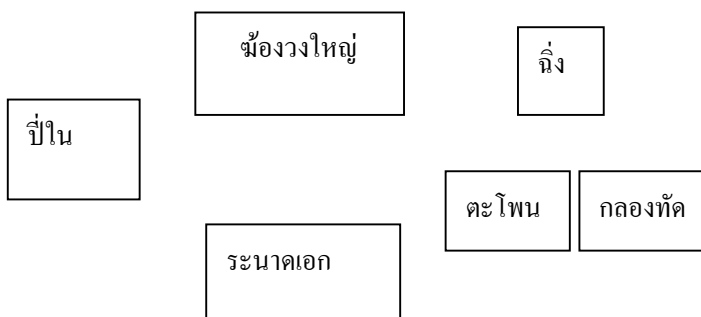 ฆ้องวงใหญ่
ฉิ่ง
ปี่ใน
ตะโพน
กลองทัด
ระนาดเอก